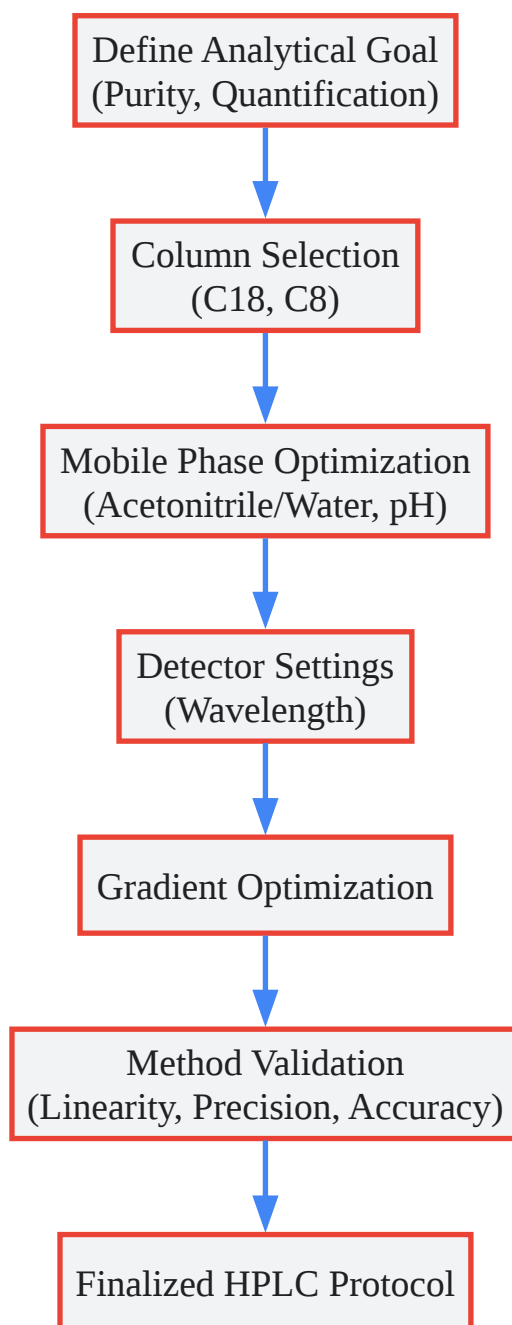 Define Analytical Goal
(Purity, Quantification)
Column Selection
(C18, C8)
Mobile Phase Optimization
(Acetonitrile/Water, pH)
Detector Settings
(Wavelength)
Gradient Optimization
Method Validation
(Linearity, Precision, Accuracy)
Finalized HPLC Protocol